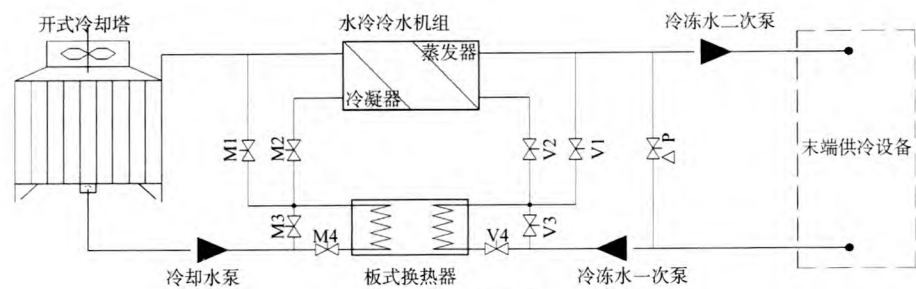 开式冷却塔
水冷冷水机组
冷冻水二次泵
蒸发器
冷凝器
M1
M2
V2
V1
△P
末端供冷设备
M3
M4
V4
V3
冷却水泵
板式换热器
冷冻水一次泵